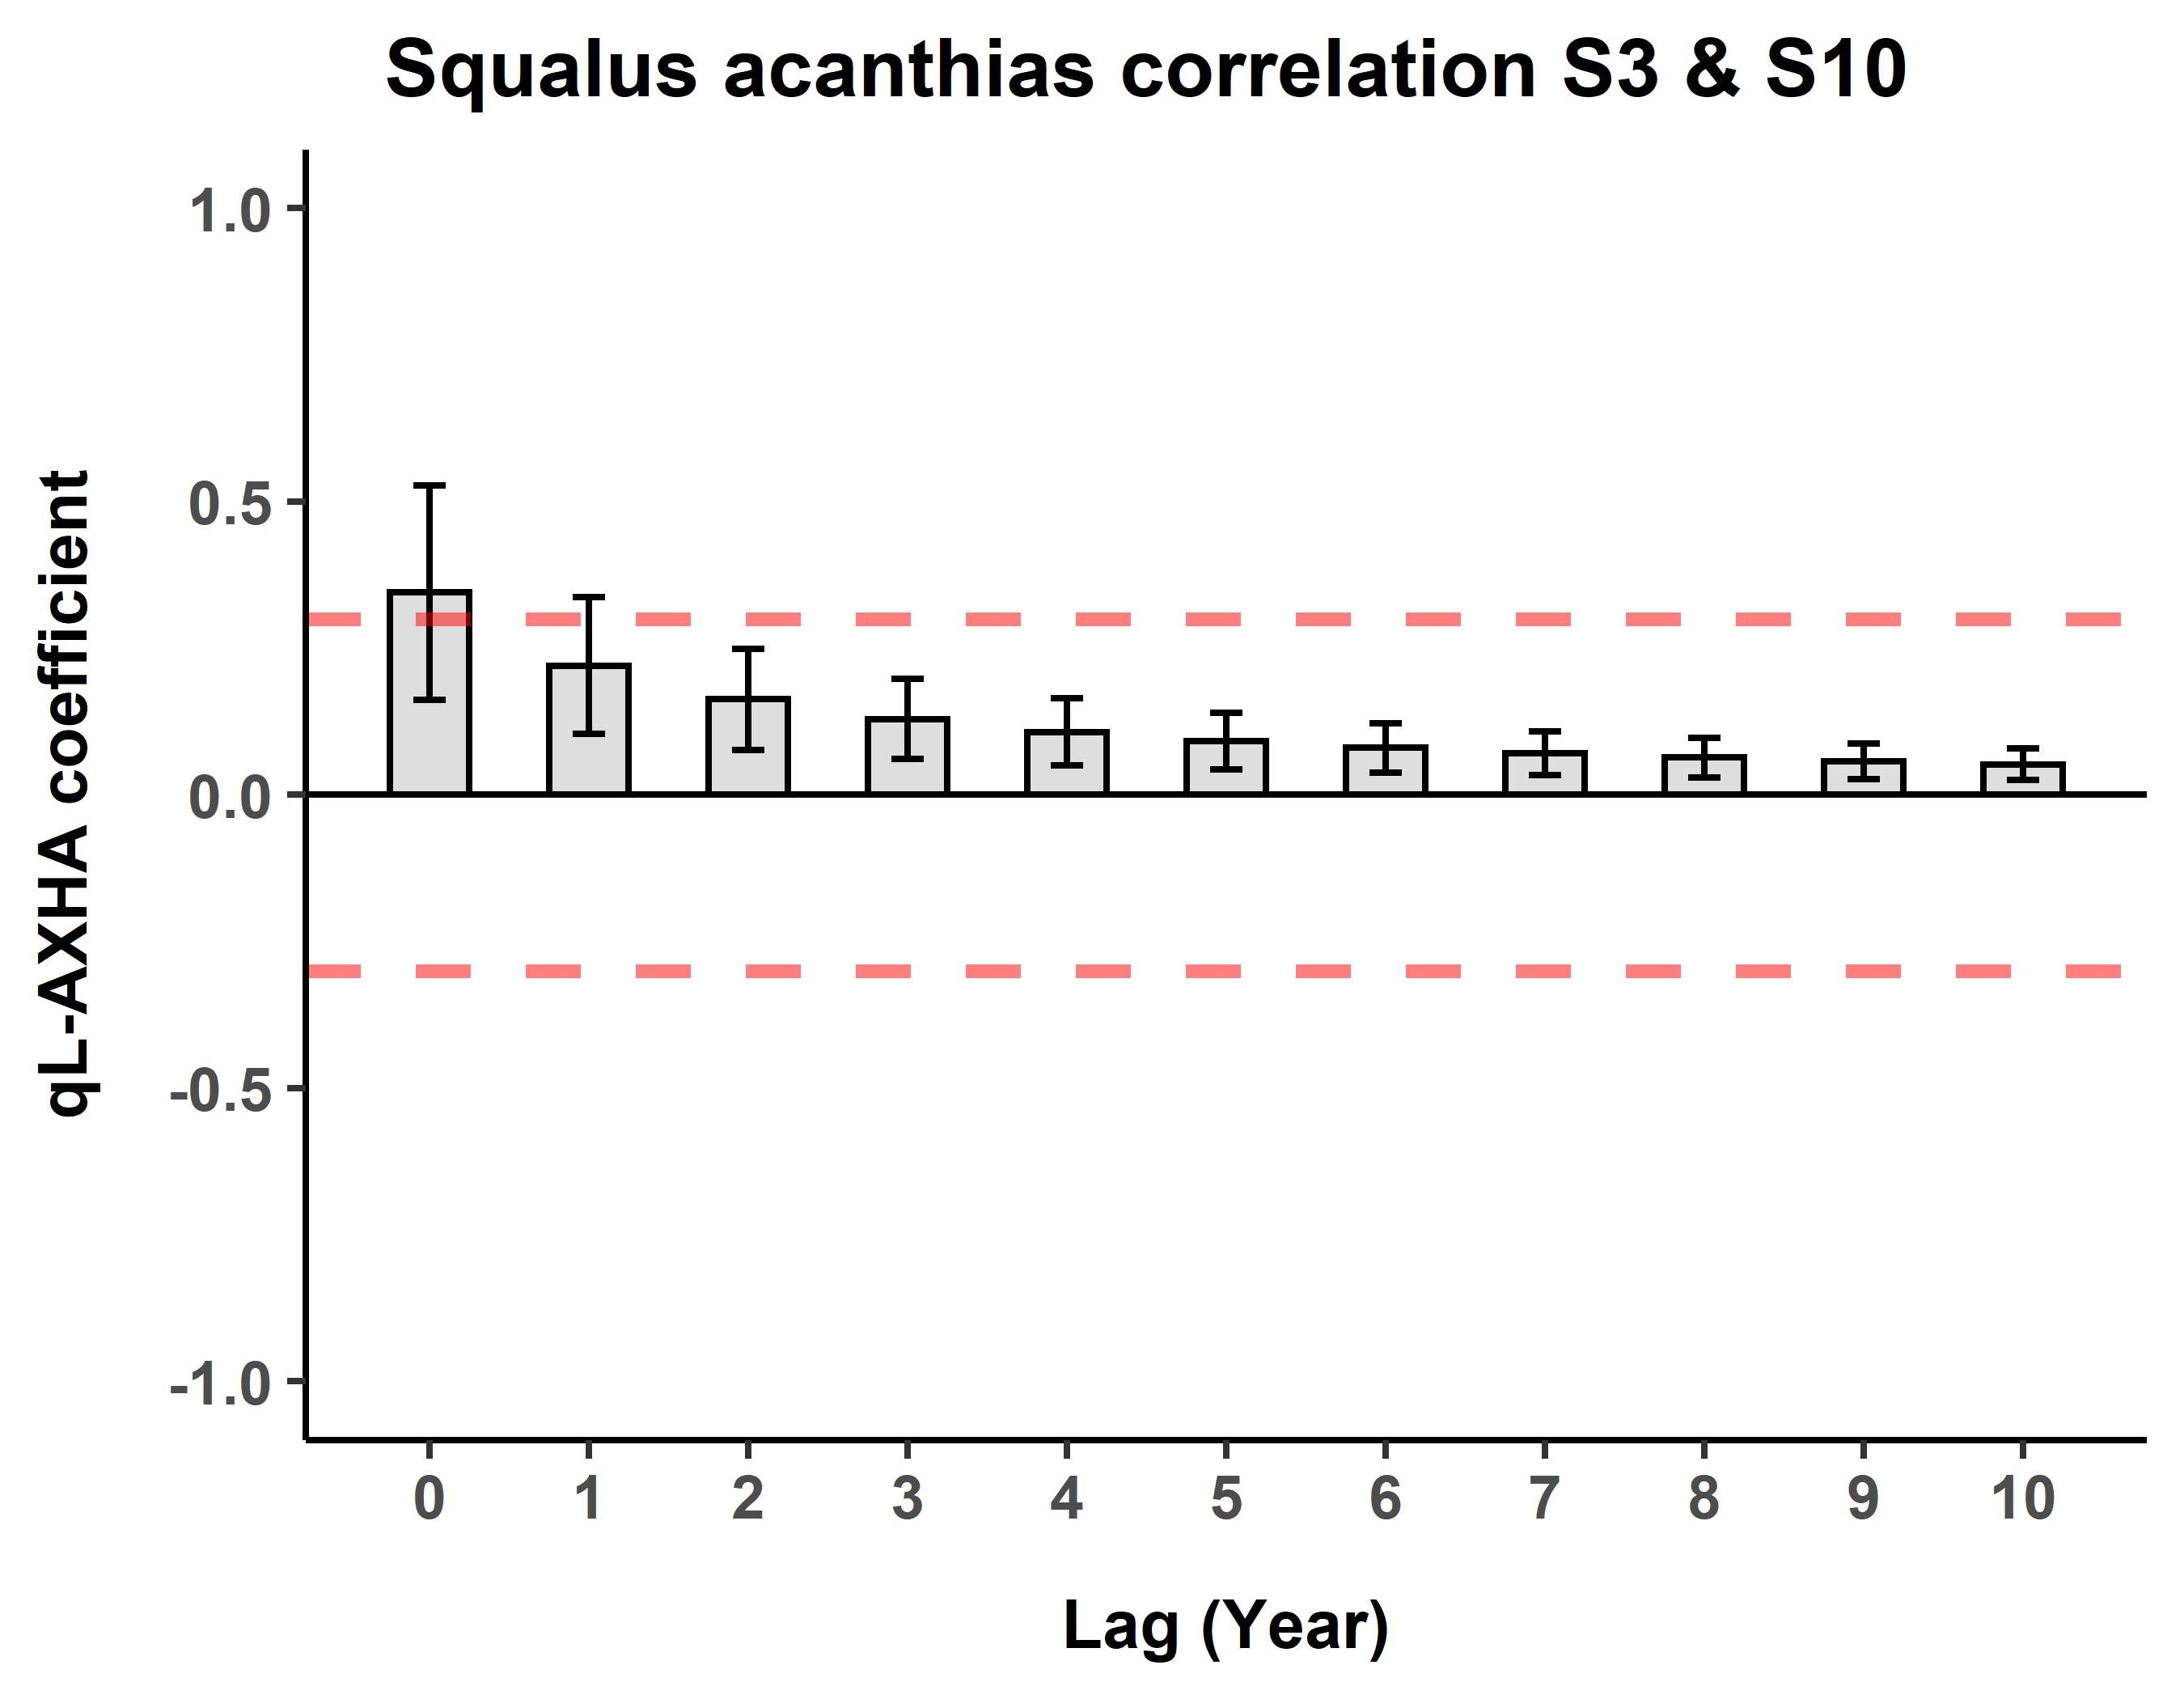 Squalus acanthias correlation S3 & S10
qL-AXHA coefficient
1.0
0.5
0.0
-0.5
-1.0
0 1 2 3 4 5 6 7 8 9 10
Lag (Year)